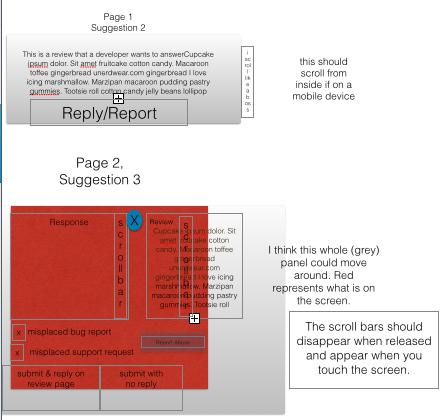 Page 1
Suggestion 2
This is a review that a developer wants to answerCupcake
ipsum dolor. Sit amet fruitcake cotton candy. Macaroon
toffee gingerbread unerdwear.com gingerbread I love
icing marshmallow. Marzipan macaroon pudding pastry
gummies. Tootsie roll cotton candy jelly beans lollipop
Reply/Report
this should
scroll from
inside if on a
mobile device
Page 2,
Suggestion 3
Response
scrollbar
X
Review
Cupcake ipsum dolor. Sit
amet fruitcake cotton
candy. Macaroon toffee
gingerbread
unerdwear.com
gingerbread I love icing
marshmallow. Marzipan
macaroon pudding pastry
gummies. Tootsie roll
x misplaced bug report
x misplaced support request
Report Abuse
submit & reply on
review page
submit with
no reply
I think this whole (grey)
panel could move
around. Red
represents what is on
the screen.
The scroll bars should
disappear when released
and appear when you
touch the screen.